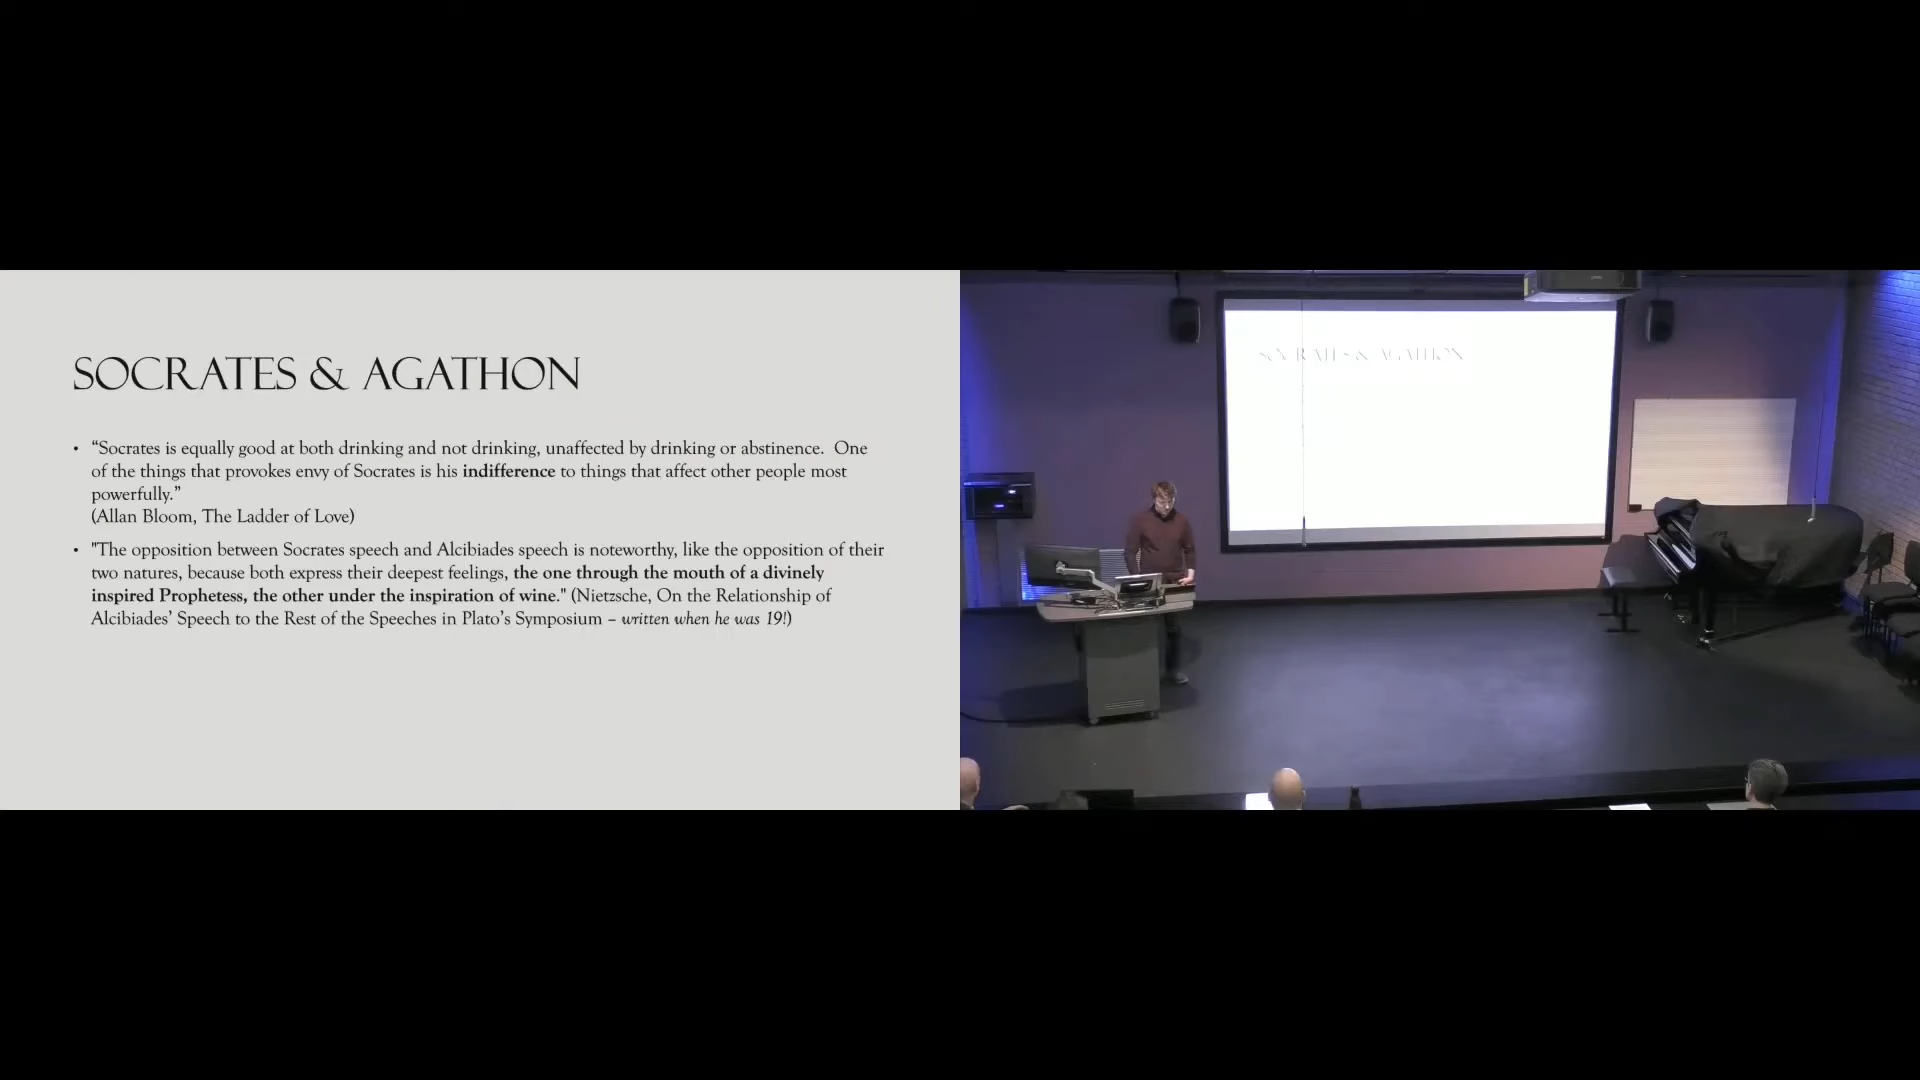 SOCRATES & AGATHON
• “Socrates is equally good at both drinking and not drinking, unaffected by drinking or abstinence.  One
of the things that provokes envy of Socrates is his indifference to things that affect other people most
powerfully.”
(Allan Bloom, The Ladder of Love)
• "The opposition between Socrates speech and Alcibiades speech is noteworthy, like the opposition of their
two natures, because both express their deepest feelings, the one through the mouth of a divinely
inspired Prophetess, the other under the inspiration of wine." (Nietzsche, On the Relationship of
Alcibiades’ Speech to the Rest of the Speeches in Plato’s Symposium – written when he was 19!)
SOCRATES & AGATHON